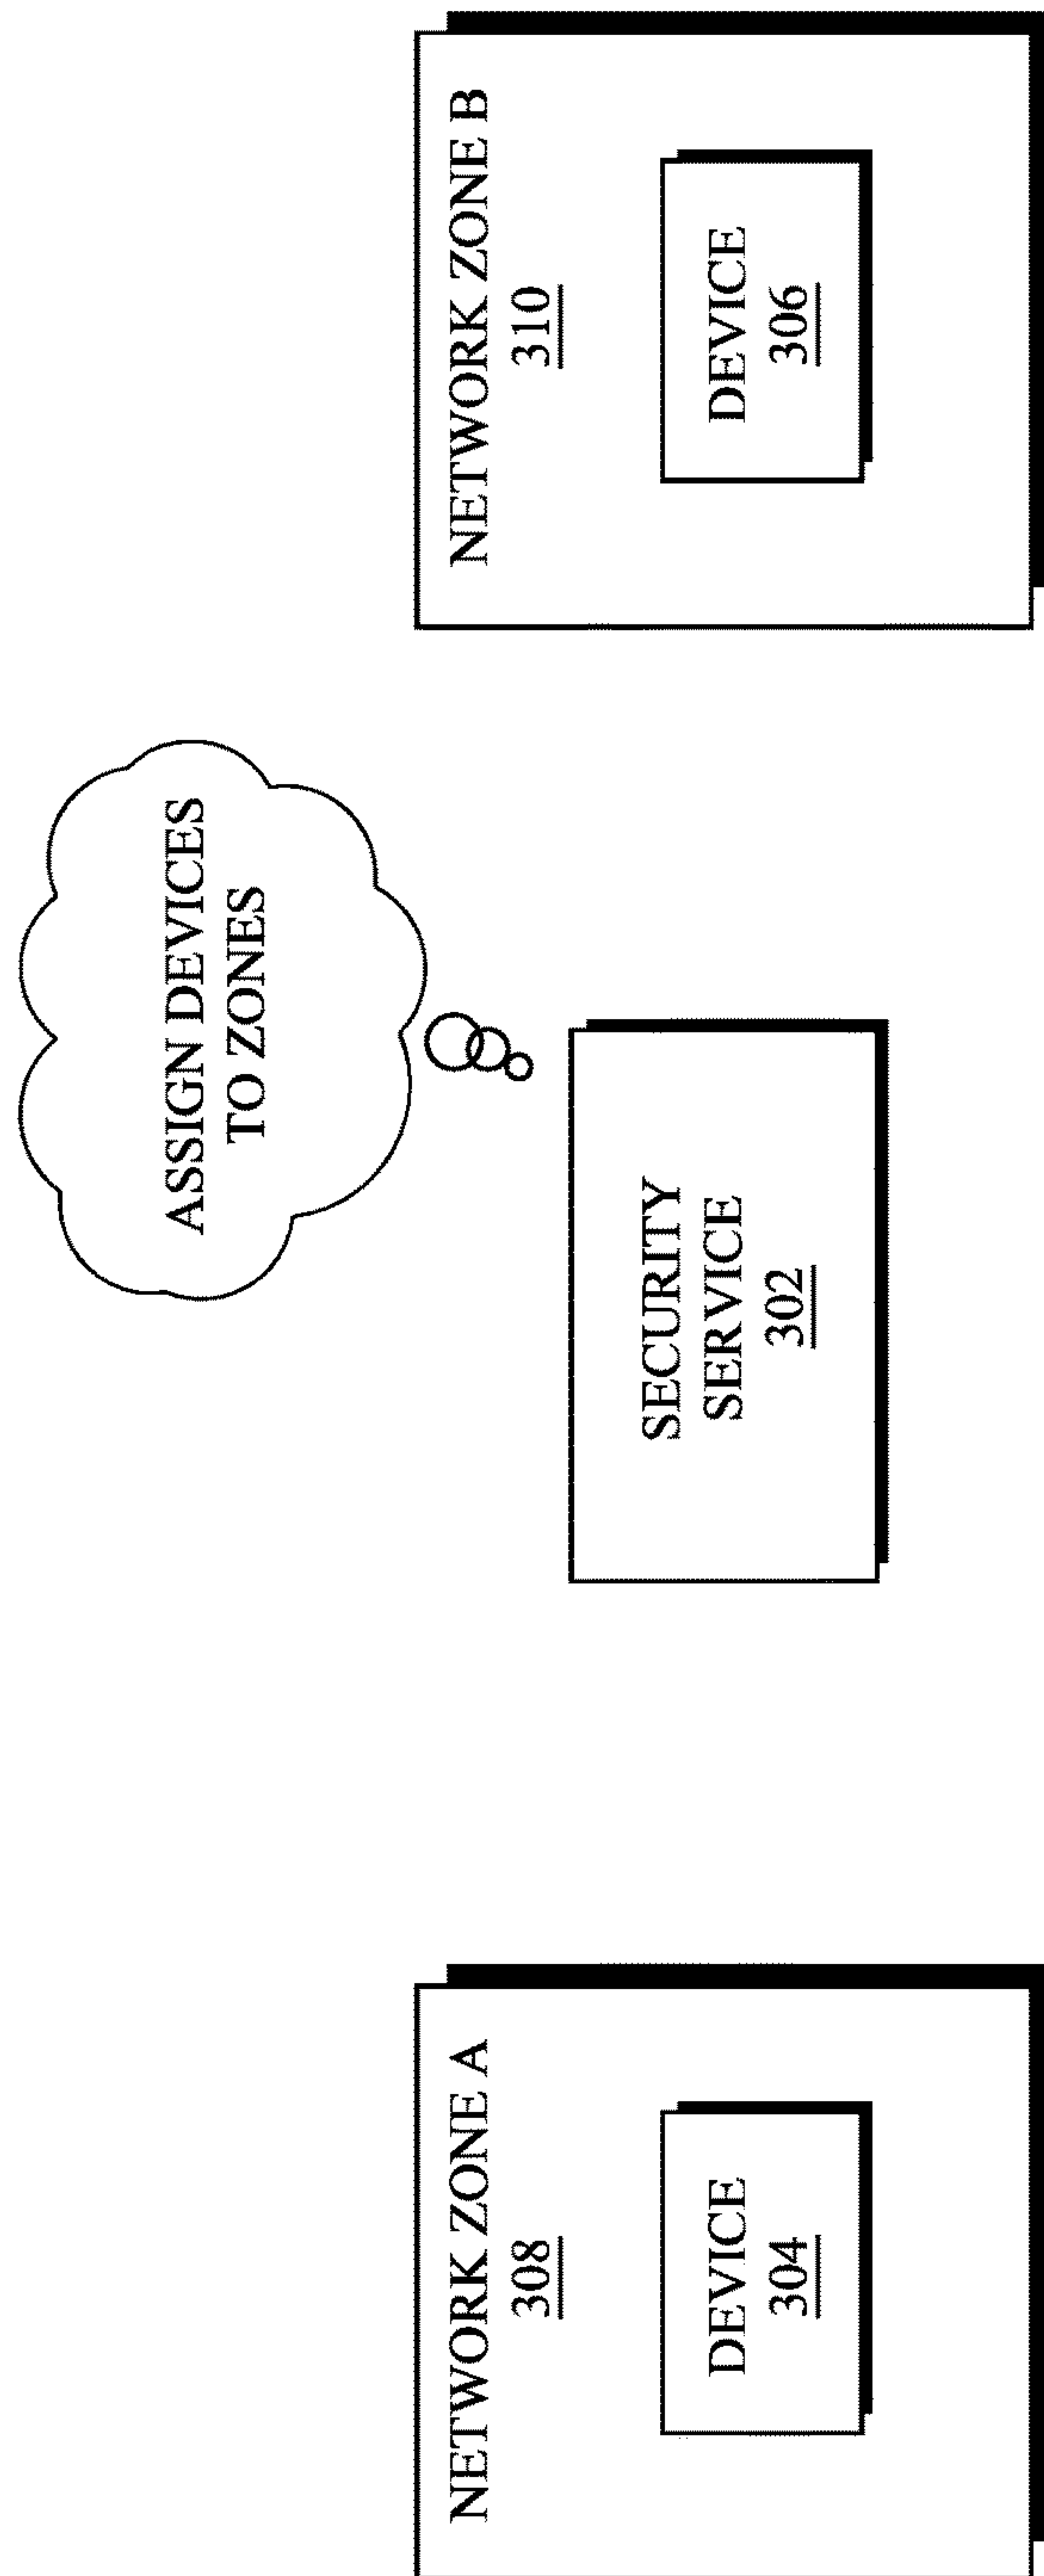 ASSIGN DEVICES
TO ZONES
NETWORK ZONE A
308
DEVICE
304
SECURITY
SERVICE
302
NETWORK ZONE B
310
DEVICE
306